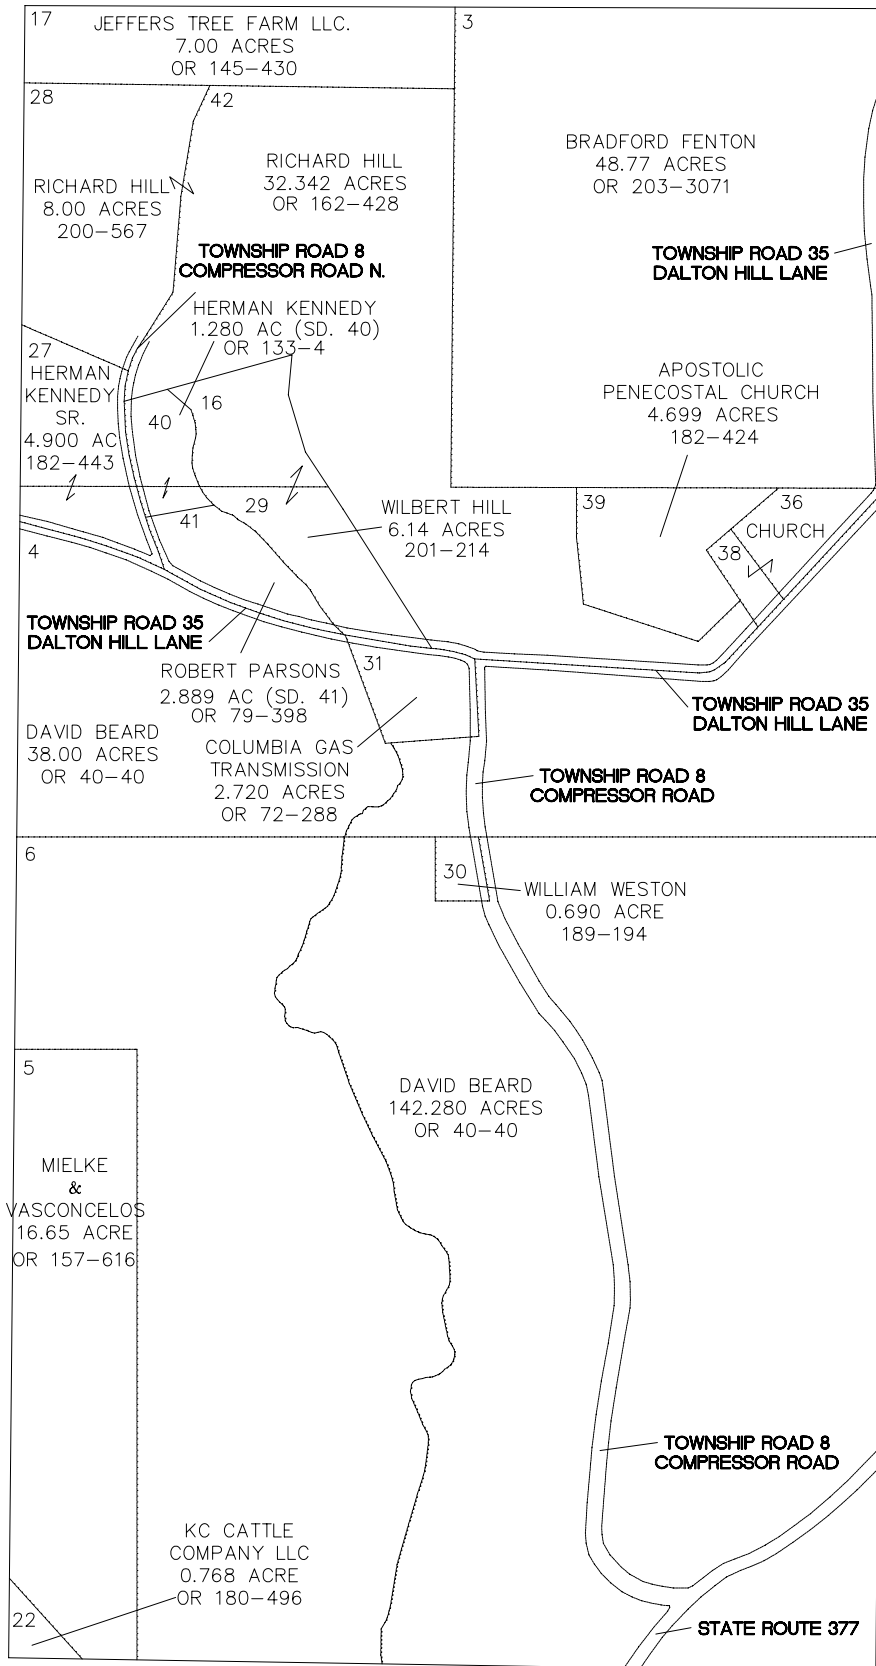 17
JEFFERS TREE FARM LLC.
7.00 ACRES
OR 145-430
3
28
42
RICHARD HILL
8.00 ACRES
200-567
RICHARD HILL
32.342 ACRES
OR 162-428
BRADFORD FENTON
48.77 ACRES
OR 203-3071
TOWNSHIP ROAD 8
COMPRESSOR ROAD N.
TOWNSHIP ROAD 35
DALTON HILL LANE
HERMAN KENNEDY
1.280 AC (SD. 40)
OR 133-4
27
HERMAN
KENNEDY
SR.
4.900 AC
182-443
16
40
APOSTOLIC
PENECOSTAL CHURCH
4.699 ACRES
182-424
41
29
WILBERT HILL
6.14 ACRES
201-214
39
36
CHURCH
38
4
TOWNSHIP ROAD 35
DALTON HILL LANE
ROBERT PARSONS
2.889 AC (SD. 41)
OR 79-398
31
TOWNSHIP ROAD 35
DALTON HILL LANE
DAVID BEARD
38.00 ACRES
OR 40-40
COLUMBIA GAS
TRANSMISSION
2.720 ACRES
OR 72-288
TOWNSHIP ROAD 8
COMPRESSOR ROAD
6
30
WILLIAM WESTON
0.690 ACRE
189-194
5
DAVID BEARD
142.280 ACRES
OR 40-40
MIELKE
&
VASCONCELOS
16.65 ACRE
OR 157-616
TOWNSHIP ROAD 8
COMPRESSOR ROAD
KC CATTLE
COMPANY LLC
0.768 ACRE
OR 180-496
22
STATE ROUTE 377